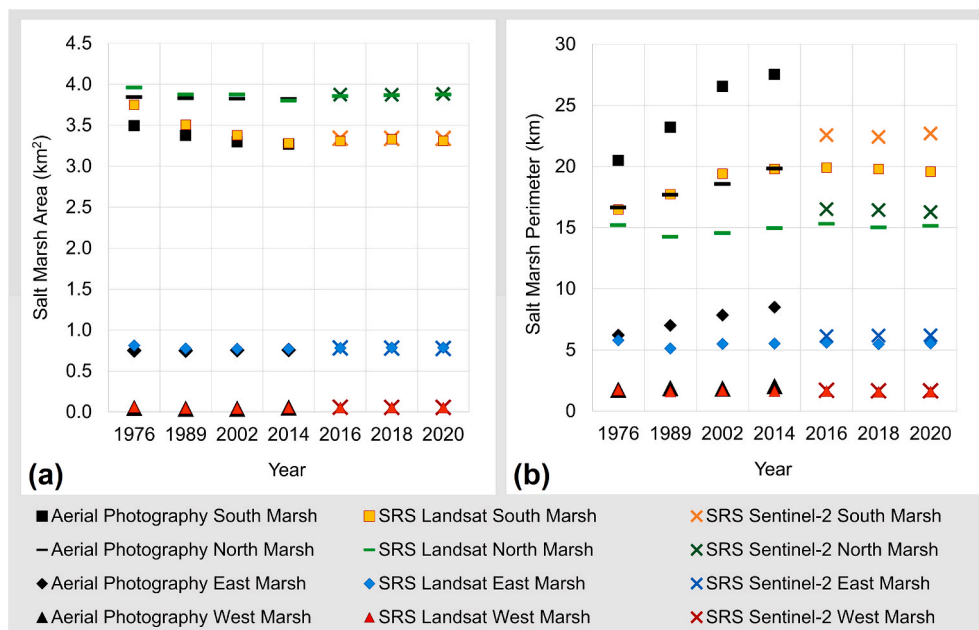 4.5
4.0
3.5
3.0
2.5
2.0
1.5
1.0
0.5
0.0
Salt Marsh Area (km²)
1976 1989 2002 2014 2016 2018 2020
Year
(a)
30
25
20
15
10
5
0
Salt Marsh Perimeter (km)
1976 1989 2002 2014 2016 2018 2020
Year
(b)
Aerial Photography South Marsh SRS Landsat South Marsh SRS Sentinel-2 South Marsh
Aerial Photography North Marsh SRS Landsat North Marsh SRS Sentinel-2 North Marsh
Aerial Photography East Marsh SRS Landsat East Marsh SRS Sentinel-2 East Marsh
Aerial Photography West Marsh SRS Landsat West Marsh SRS Sentinel-2 West Marsh